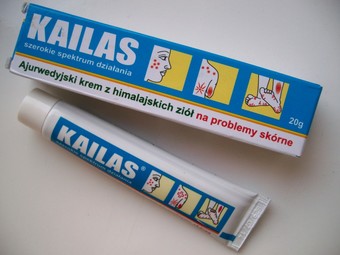 KAILAS
szerokie spektrum działania
Ajurwedyjski krem z himalajskich ziół na problemy skórne
20g
KAILAS®